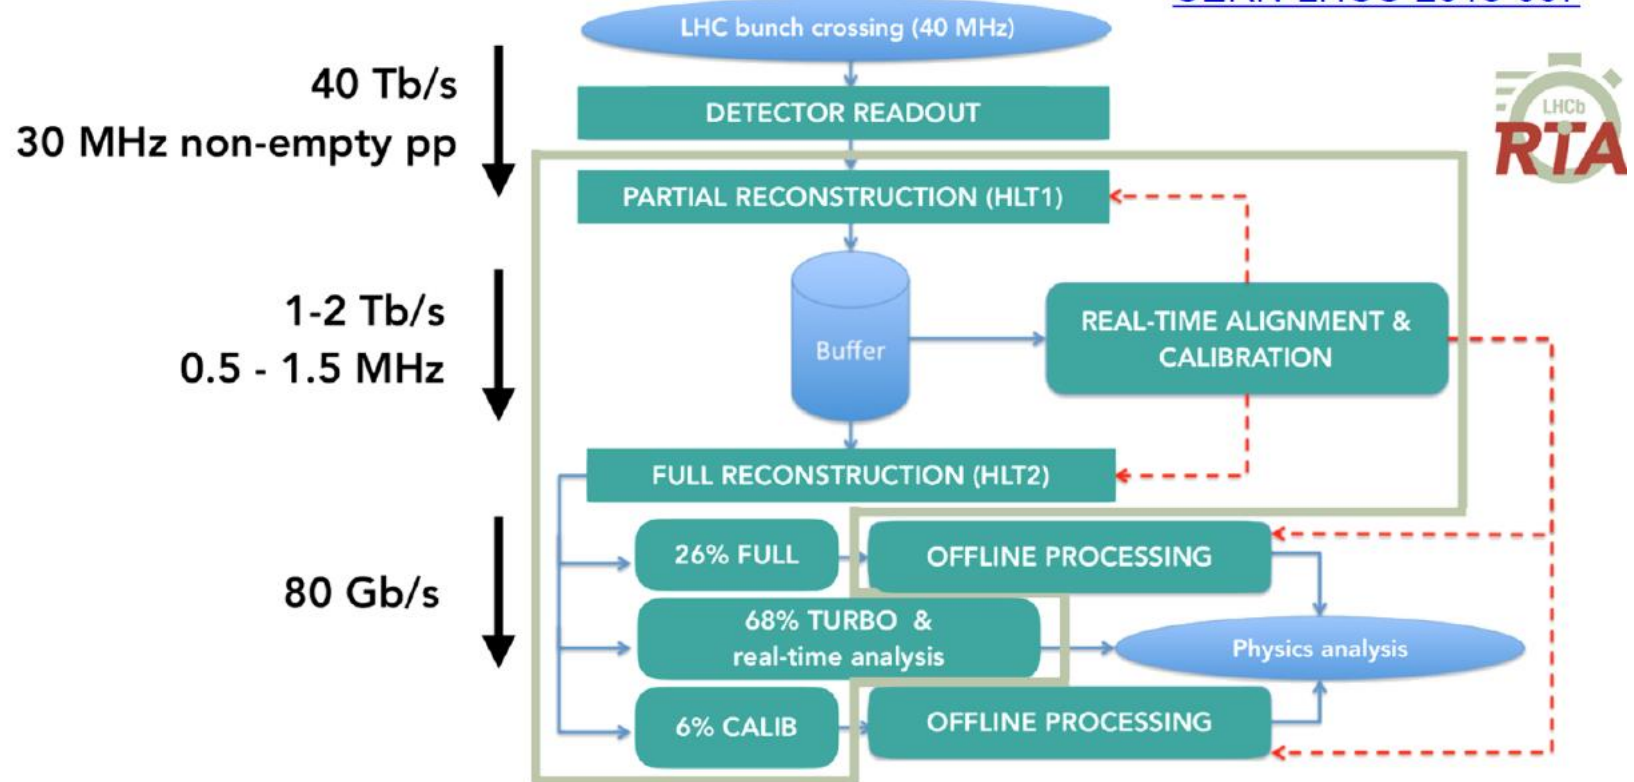 LHC bunch crossing (40 MHz)
40 Tb/s
30 MHz non-empty pp
DETECTOR READOUT
LHCb
RTA
PARTIAL RECONSTRUCTION (HLT1)
1-2 Tb/s
0.5 - 1.5 MHz
Buffer
REAL-TIME ALIGNMENT &
CALIBRATION
FULL RECONSTRUCTION (HLT2)
80 Gb/s
26% FULL
OFFLINE PROCESSING
68% TURBO &
real-time analysis
Physics analysis
6% CALIB
OFFLINE PROCESSING